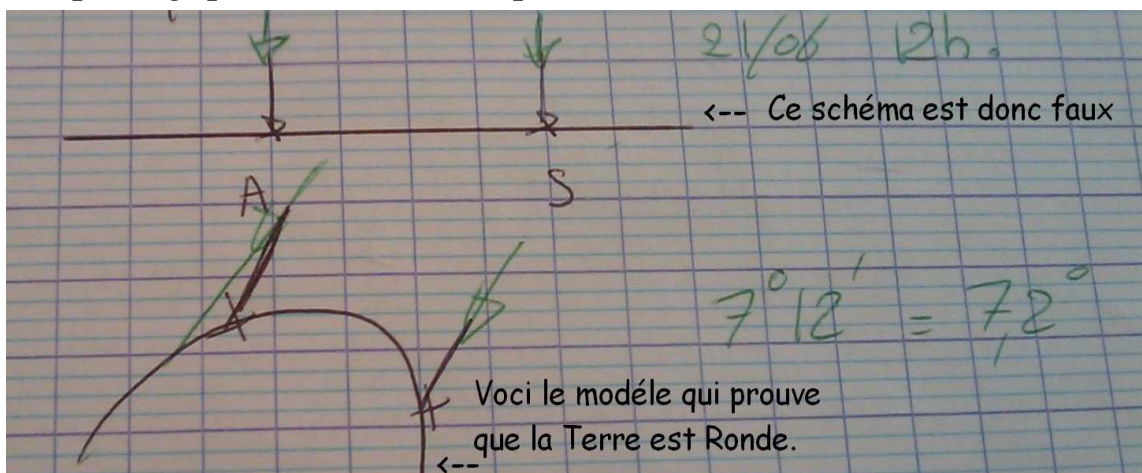 21/06 12h.
<-- Ce schéma est donc faux
A S
7°12' = 7,2°
Voci le modéle qui prouve
que la Terre est Ronde.
<--